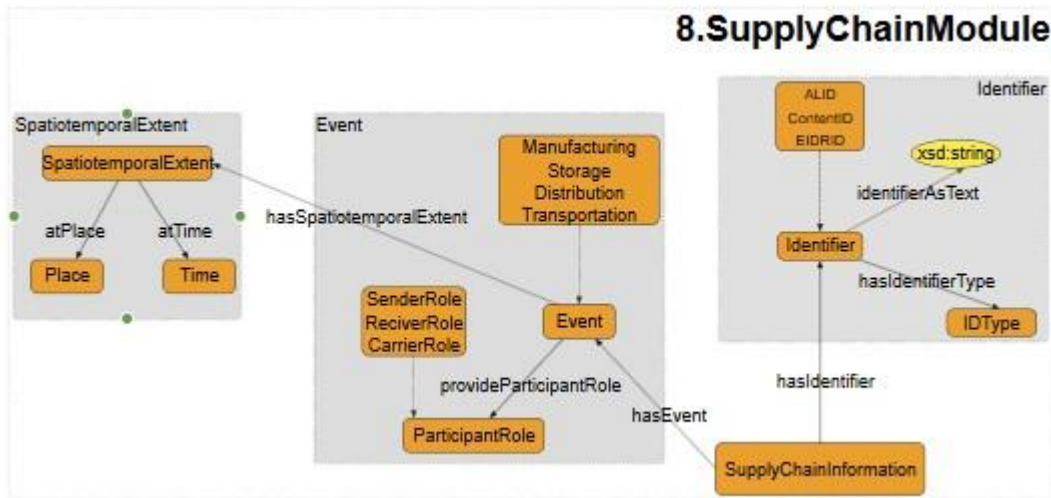 8.SupplyChainModule
SpatiotemporalExtent
SpatiotemporalExtent
atPlace
atTime
Place
Time
hasSpatiotemporalExtent
Event
Manufacturing
Storage
Distribution
Transportation
SenderRole
ReciverRole
CarrierRole
Event
provideParticipantRole
ParticipantRole
hasEvent
Identifier
ALID
ContentID
EIDRID
xsd:string
identifierAsText
Identifier
hasIdentifierType
IDType
hasIdentifier
SupplyChainInformation